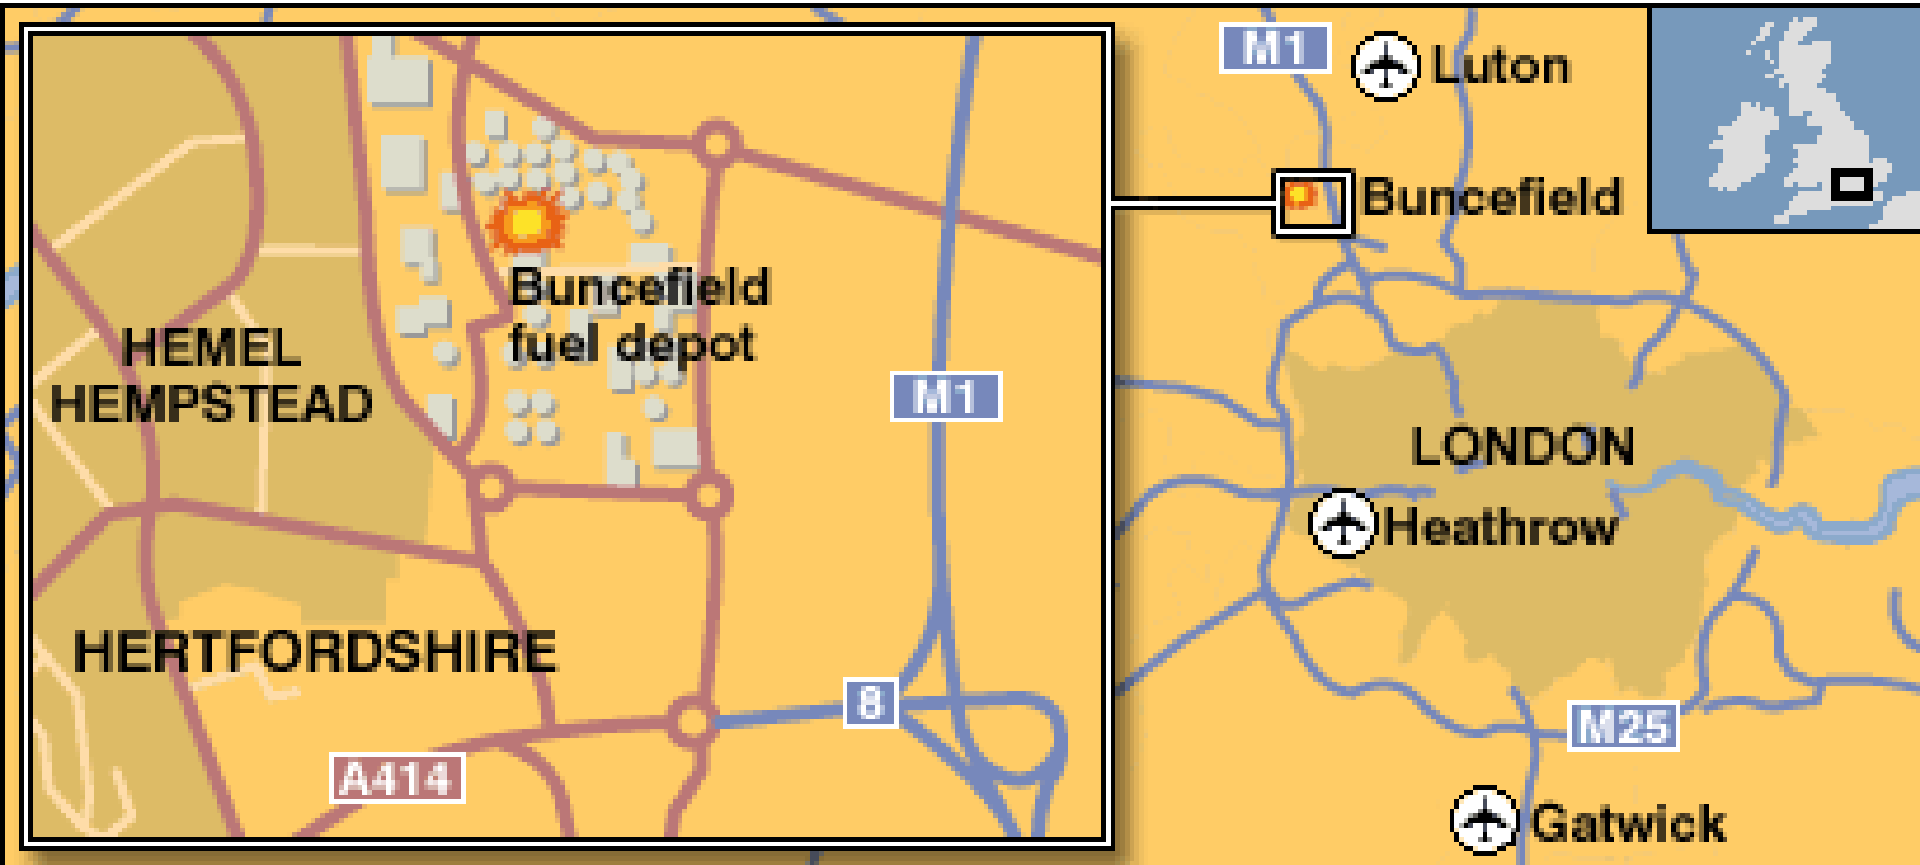 M1
Luton
Buncefield
Buncefield
fuel depot
HEMEL
HEMPSTEAD
M1
LONDON
Heathrow
HERTFORDSHIRE
8
M25
A414
Gatwick